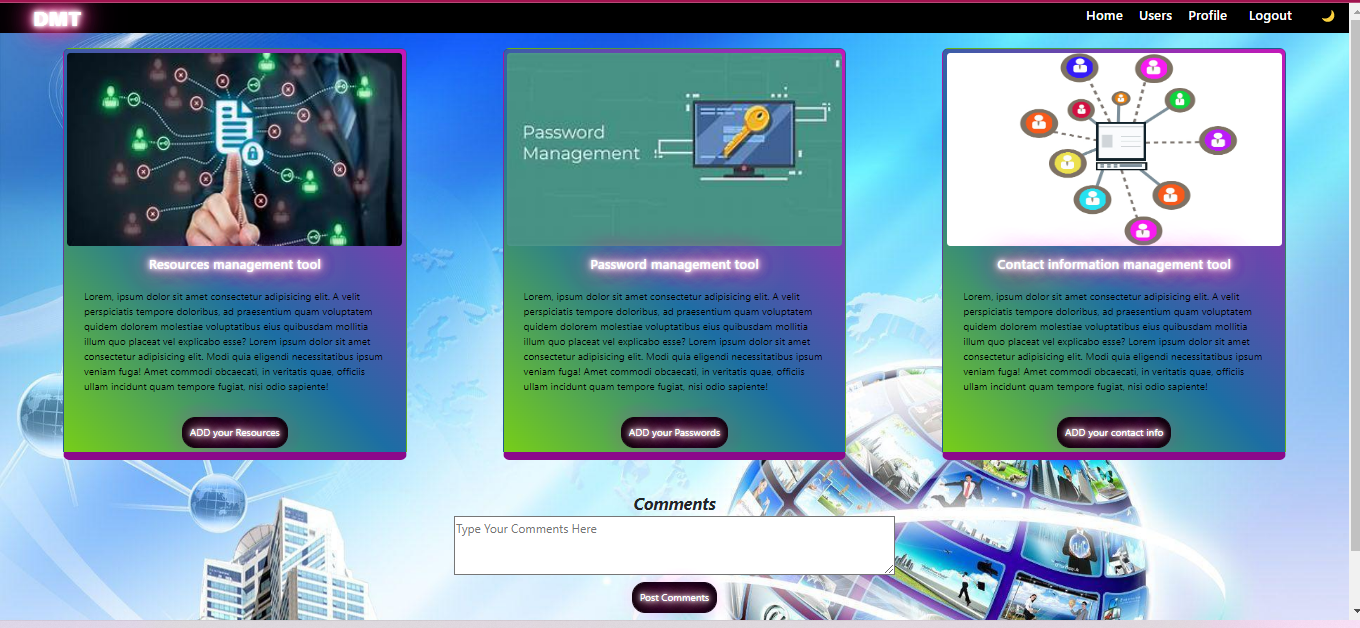 DMT
Home Users Profile Logout
Password
Management
Resources management tool
Lorem, ipsum dolor sit amet consectetur adipisicing elit. A velit
perspiciatis tempore doloribus, ad praesentium quam voluptatem
quidem dolorem molestiae voluptatibus eius quibusdam mollitia
illum quo placeat vel explicabo esse? Lorem ipsum dolor sit amet
consectetur adipisicing elit. Modi quia eligendi necessitatibus ipsum
veniam fuga! Amet commodi obcaecati, in veritatis quae, officiis
ullam incidunt quam tempore fugiat, nisi odio sapiente!
ADD your Resources
Password management tool
Lorem, ipsum dolor sit amet consectetur adipisicing elit. A velit
perspiciatis tempore doloribus, ad praesentium quam voluptatem
quidem dolorem molestiae voluptatibus eius quibusdam mollitia
illum quo placeat vel explicabo esse? Lorem ipsum dolor sit amet
consectetur adipisicing elit. Modi quia eligendi necessitatibus ipsum
veniam fuga! Amet commodi obcaecati, in veritatis quae, officiis
ullam incidunt quam tempore fugiat, nisi odio sapiente!
ADD your Passwords
Contact information management tool
Lorem, ipsum dolor sit amet consectetur adipisicing elit. A velit
perspiciatis tempore doloribus, ad praesentium quam voluptatem
quidem dolorem molestiae voluptatibus eius quibusdam mollitia
illum quo placeat vel explicabo esse? Lorem ipsum dolor sit amet
consectetur adipisicing elit. Modi quia eligendi necessitatibus ipsum
veniam fuga! Amet commodi obcaecati, in veritatis quae, officiis
ullam incidunt quam tempore fugiat, nisi odio sapiente!
ADD your contact info
Comments
Type Your Comments Here
Post Comments